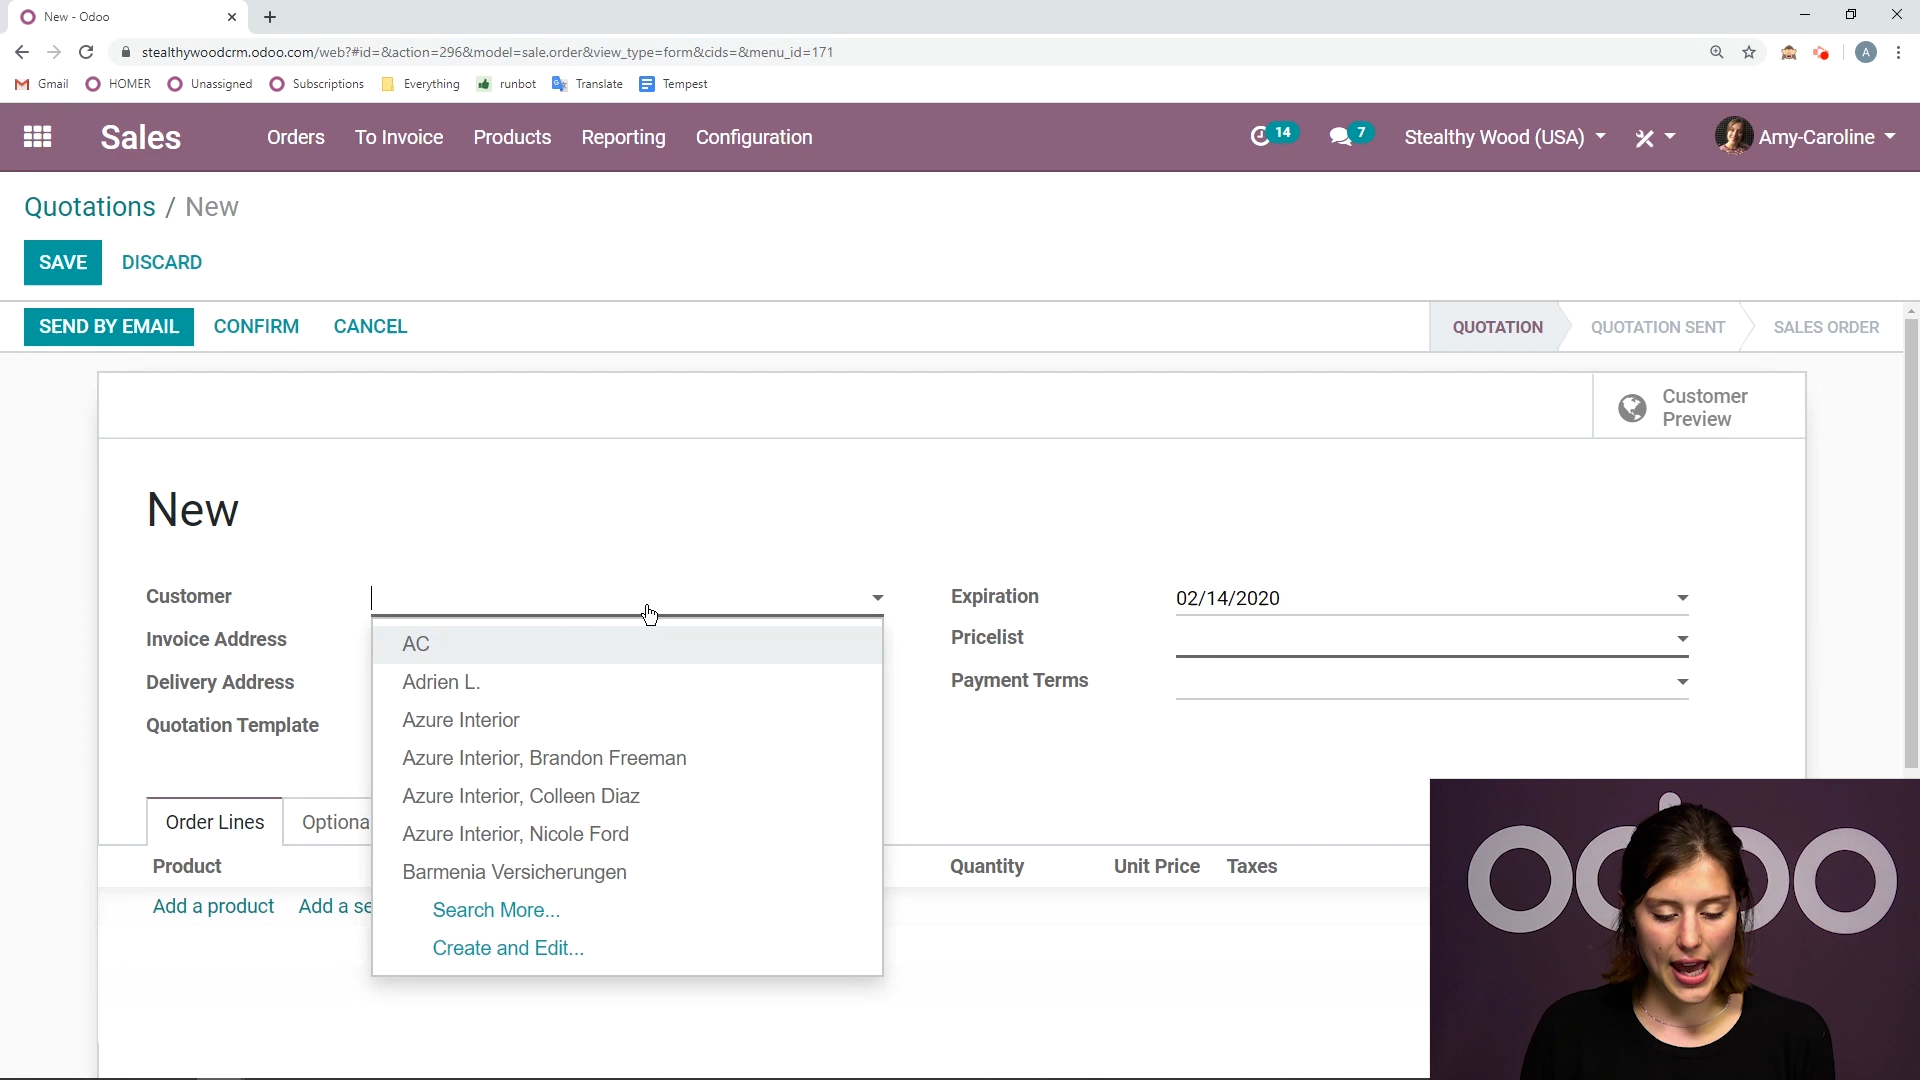 New - Odoo
stealthywoodcrm.odoo.com/web?#id=&action=296&model=sale.order&view_type=form&cids=&menu_id=171
A
Gmail HOMER Unassigned Subscriptions Everything runbot Translate Tempest
Sales Orders To Invoice Products Reporting Configuration 14 7 Stealthy Wood (USA) Amy-Caroline
Quotations / New
SAVE DISCARD
SEND BY EMAIL CONFIRM CANCEL QUOTATION QUOTATION SENT SALES ORDER
Customer
Preview
New
Customer Expiration 02/14/2020
Invoice Address Pricelist
Delivery Address Payment Terms
Quotation Template
AC
Adrien L.
Azure Interior
Azure Interior, Brandon Freeman
Azure Interior, Colleen Diaz
Azure Interior, Nicole Ford
Barmenia Versicherungen
Search More...
Create and Edit...
Order Lines Optiona
Product Quantity Unit Price Taxes
Add a product Add a se
odoo